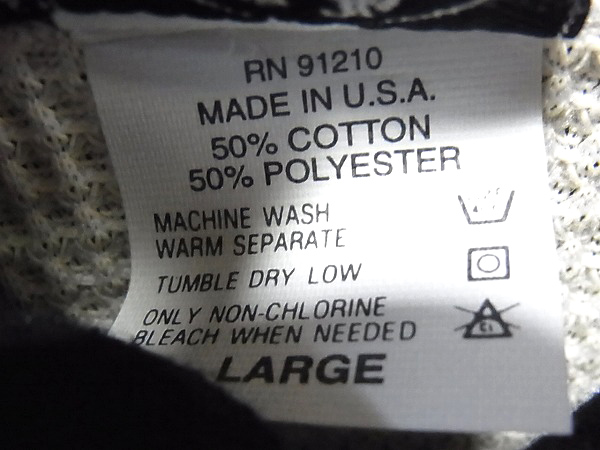 RN 91210
MADE IN U.S.A.
50% COTTON
50% POLYESTER
MACHINE WASH
WARM SEPARATE
TUMBLE DRY LOW
ONLY NON-CHLORINE
BLEACH WHEN NEEDED
LARGE